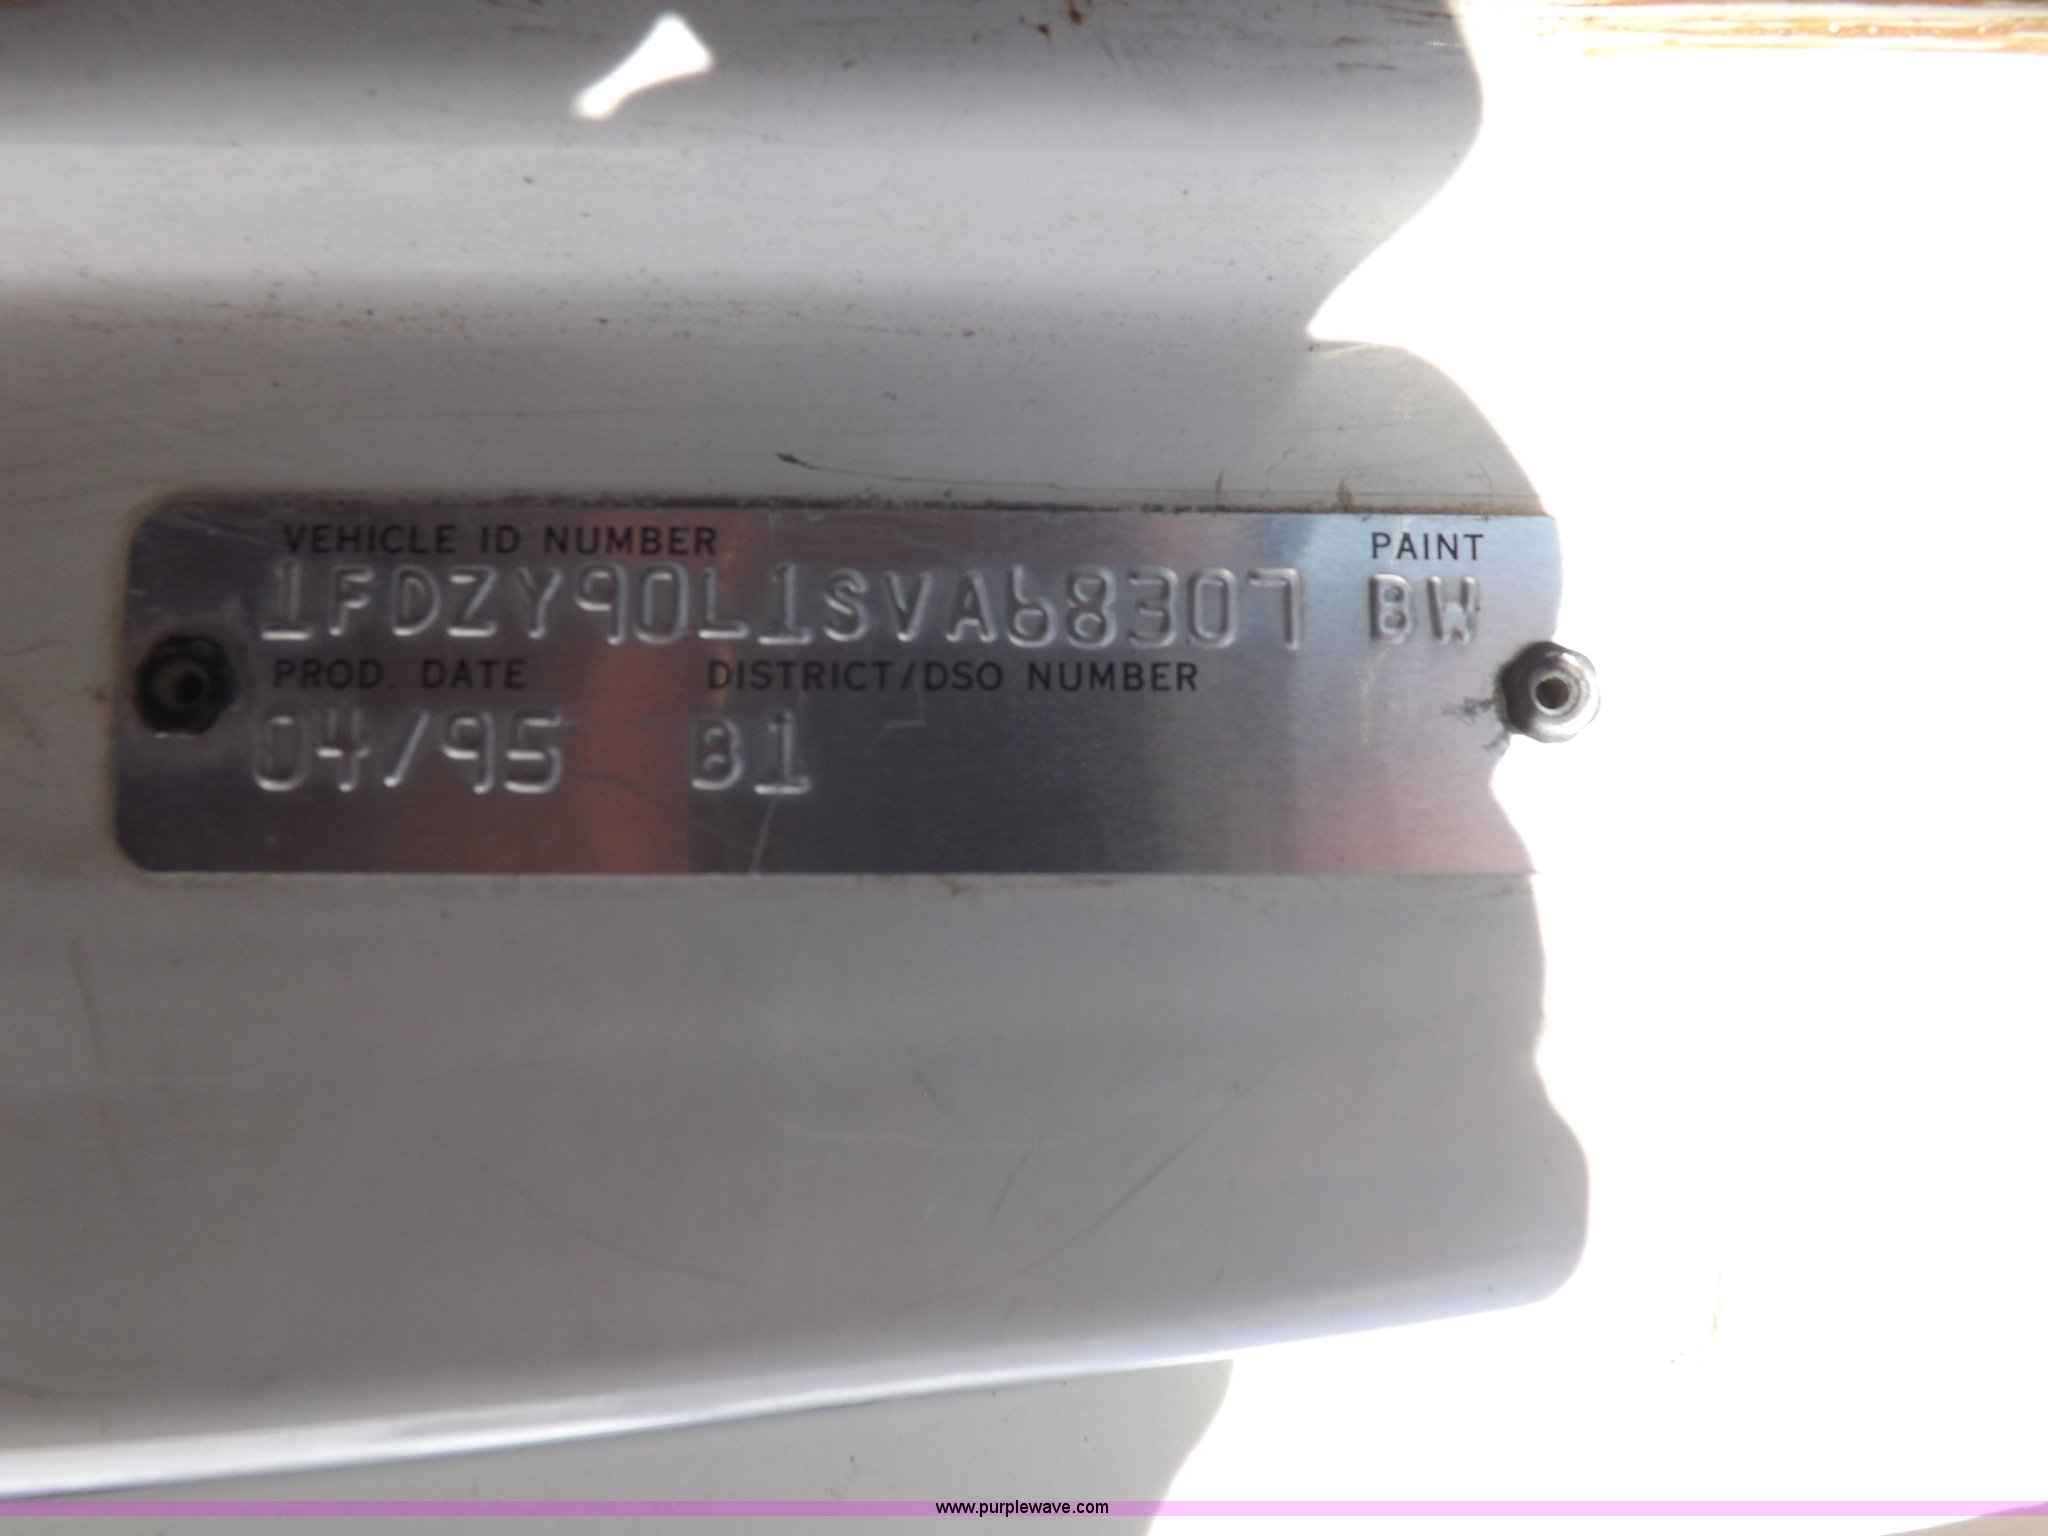 VEHICLE ID NUMBER PAINT
1FDZY90L1SVA68307 BW
PROD. DATE DISTRICT/DSO NUMBER
04/95 B1
www.purplewave.com